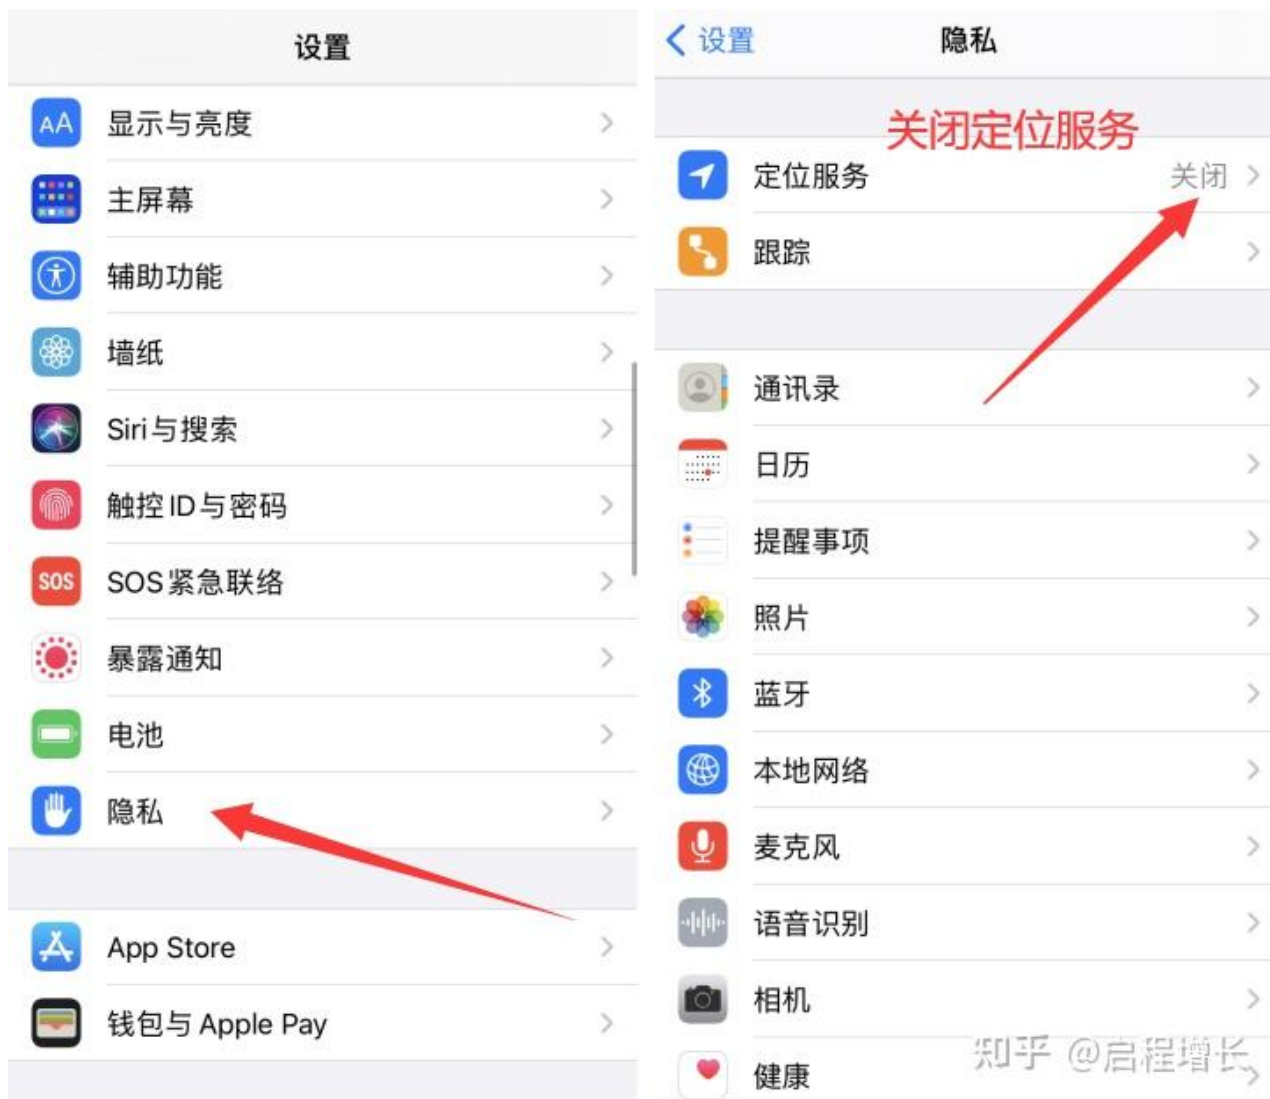 设置
AA 显示与亮度
主屏幕
辅助功能
墙纸
Siri与搜索
触控ID与密码
SOS SOS紧急联络
暴露通知
电池
隐私
App Store
钱包与 Apple Pay
设置 隐私
关闭定位服务
定位服务 关闭
跟踪
通讯录
日历
提醒事项
照片
蓝牙
本地网络
麦克风
语音识别
相机
健康
知乎 @启程增长